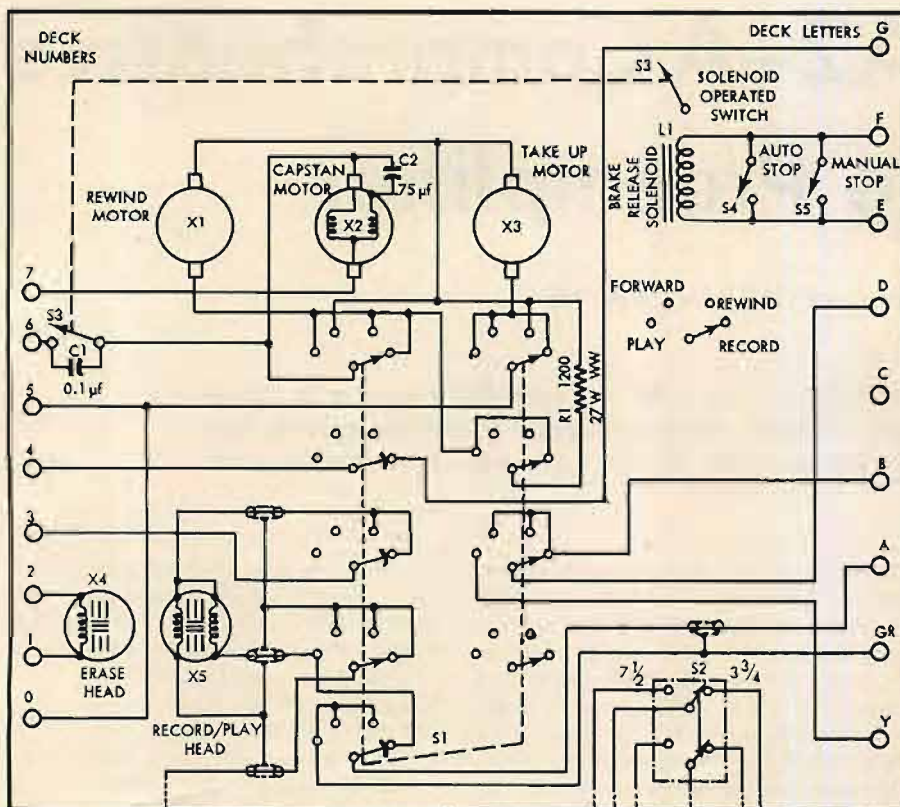 DECK
NUMBERS
DECK LETTERS
G
S3
SOLENOID
OPERATED
SWITCH
F
L1
AUTO
STOP
MANUAL
STOP
BRAKE
RELEASE
SOLENOID
S4
S5
E
TAKE UP
MOTOR
CAPSTAN
MOTOR
C2
.75 µf
REWIND
MOTOR
X1
X2
X3
7
FORWARD
REWIND
D
S3
6
C1
0.1 µf
PLAY
RECORD
R1 1200
27W WW
C
5
4
B
3
A
2
X4
1
ERASE
HEAD
X5
GR
7 1/2
S2
3 3/4
0
RECORD/PLAY
HEAD
S1
Y